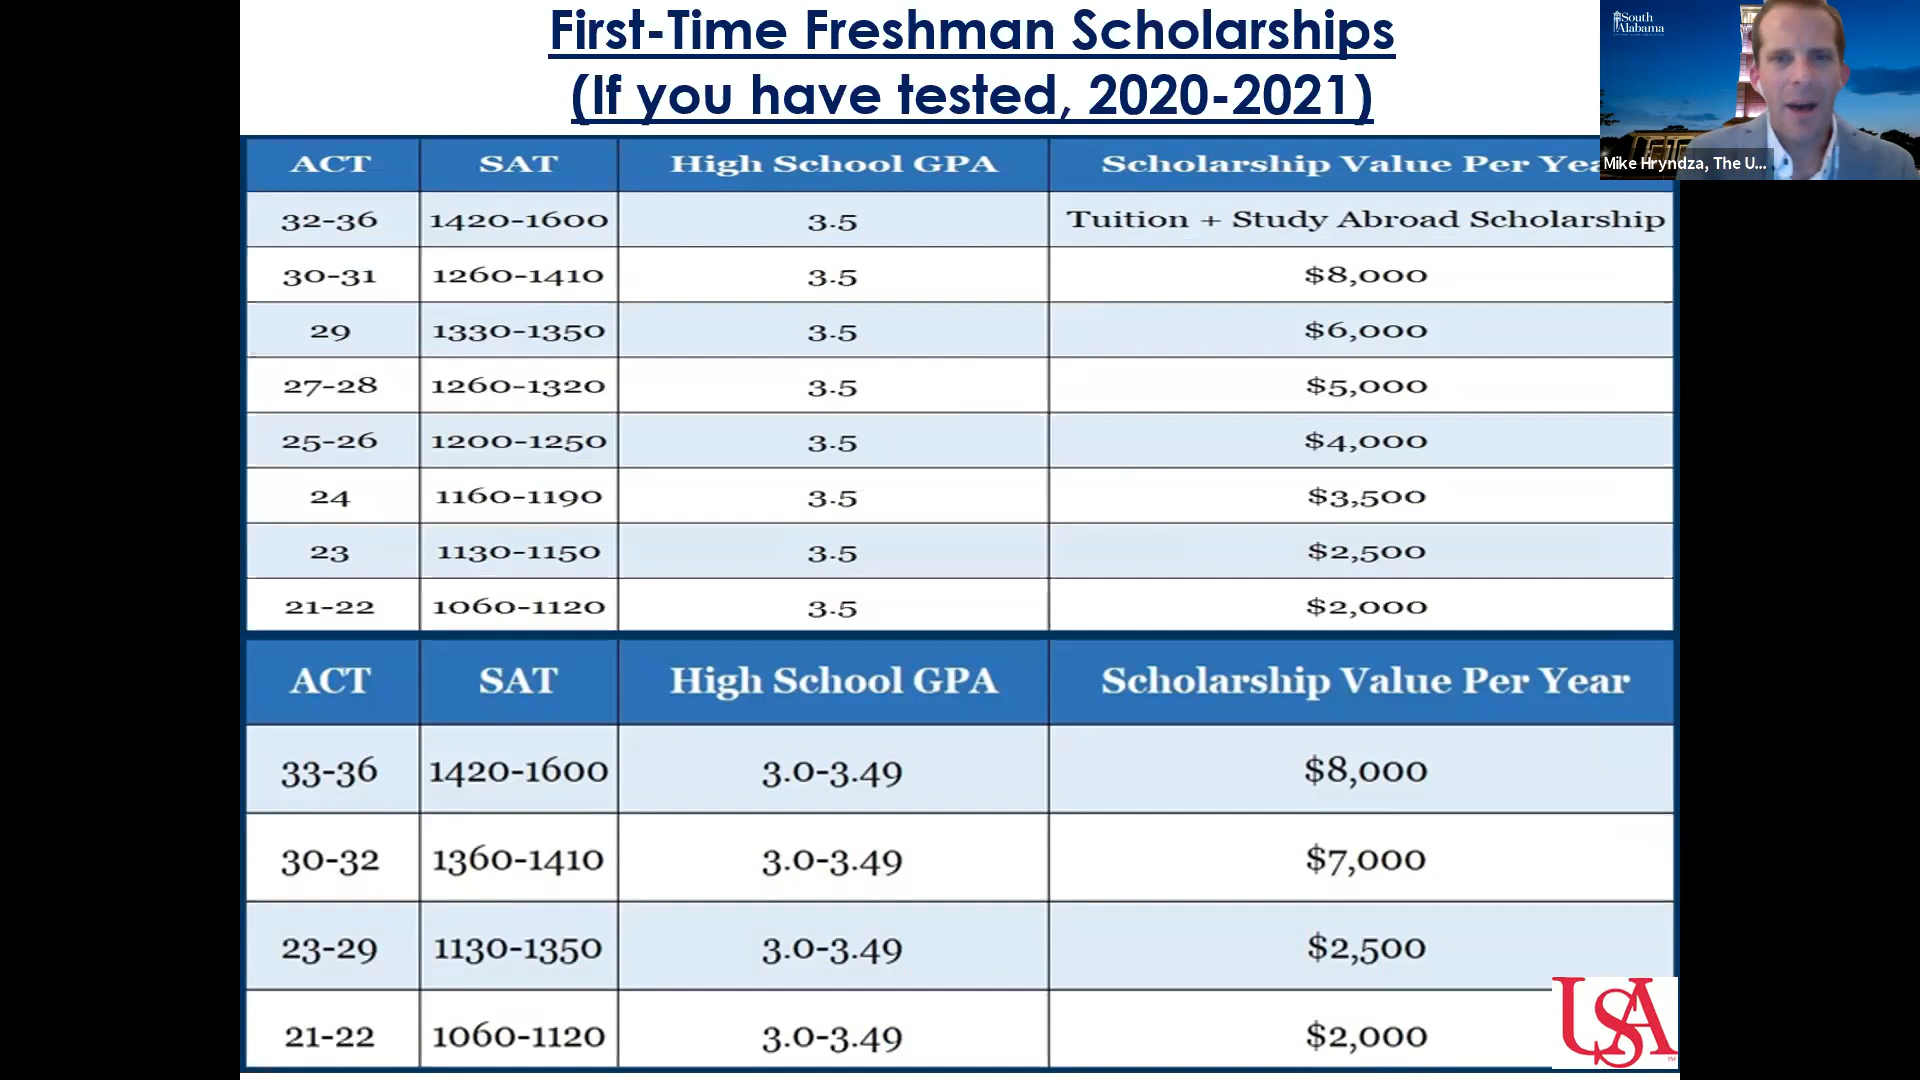 First-Time Freshman Scholarships
(If you have tested, 2020-2021)
South
Alabama
Mike Hryndza, The U...
ACT SAT High School GPA Scholarship Value Per Yea
32-36 1420-1600 3.5 Tuition + Study Abroad Scholarship
30-31 1260-1410 3.5 $8,000
29 1330-1350 3.5 $6,000
27-28 1260-1320 3.5 $5,000
25-26 1200-1250 3.5 $4,000
24 1160-1190 3.5 $3,500
23 1130-1150 3.5 $2,500
21-22 1060-1120 3.5 $2,000
ACT SAT High School GPA Scholarship Value Per Year
33-36 1420-1600 3.0-3.49 $8,000
30-32 1360-1410 3.0-3.49 $7,000
23-29 1130-1350 3.0-3.49 $2,500
21-22 1060-1120 3.0-3.49 $2,000
USA
TM